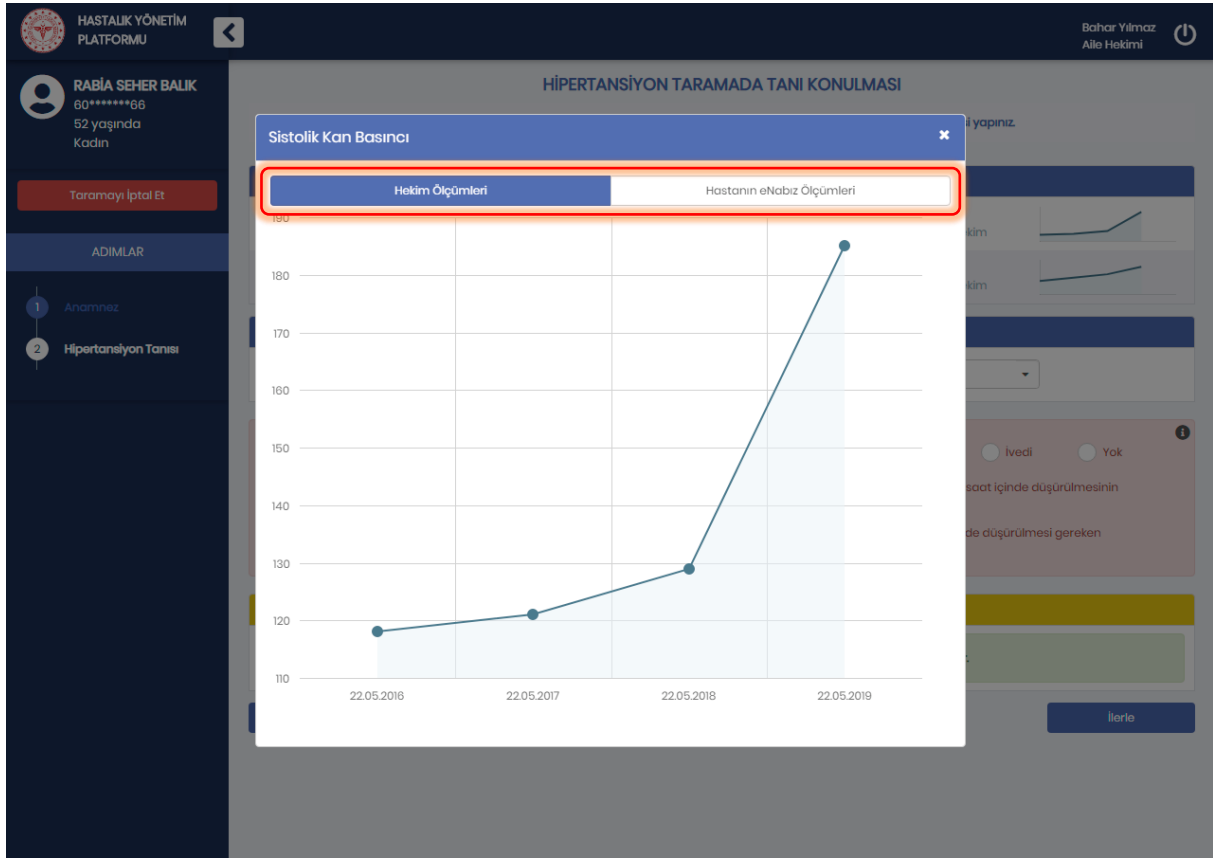 HASTALIK YÖNETİM
PLATFORMU
Bahar Yılmaz
Aile Hekimi
RABİA SEHER BALIK
60*******66
52 yaşında
Kadın
Taramayı İptal Et
ADIMLAR
1 Anamnez
2 Hipertansiyon Tanısı
HİPERTANSİYON TARAMADA TANI KONULMASI
yapınız.
Sistolik Kan Basıncı
Hekim Ölçümleri
Hastanın eNabız Ölçümleri
190
180
170
160
150
140
130
120
110
22.05.2016
22.05.2017
22.05.2018
22.05.2019
İvedi
Yok
saat içinde düşürülmesinin
de düşürülmesi gereken
İlerle